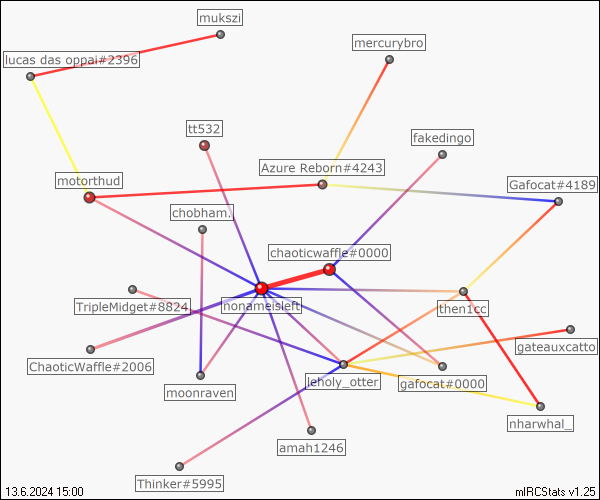 mukszi
mercurybro
lucas das oppai#2396
tt532
fakedingo
Azure Reborn#4243
motorthud
Gafocat#4189
chobham.
chaoticwaffle#0000
nonameisleft
TripleMidget#8824
then1cc
gateauxcatto
ChaoticWaffle#2006
leholy_otter
gafocat#0000
moonraven
nharwhal_
amah1246
Thinker#5995
13.6.2024 15:00
mIRCStats v1.25